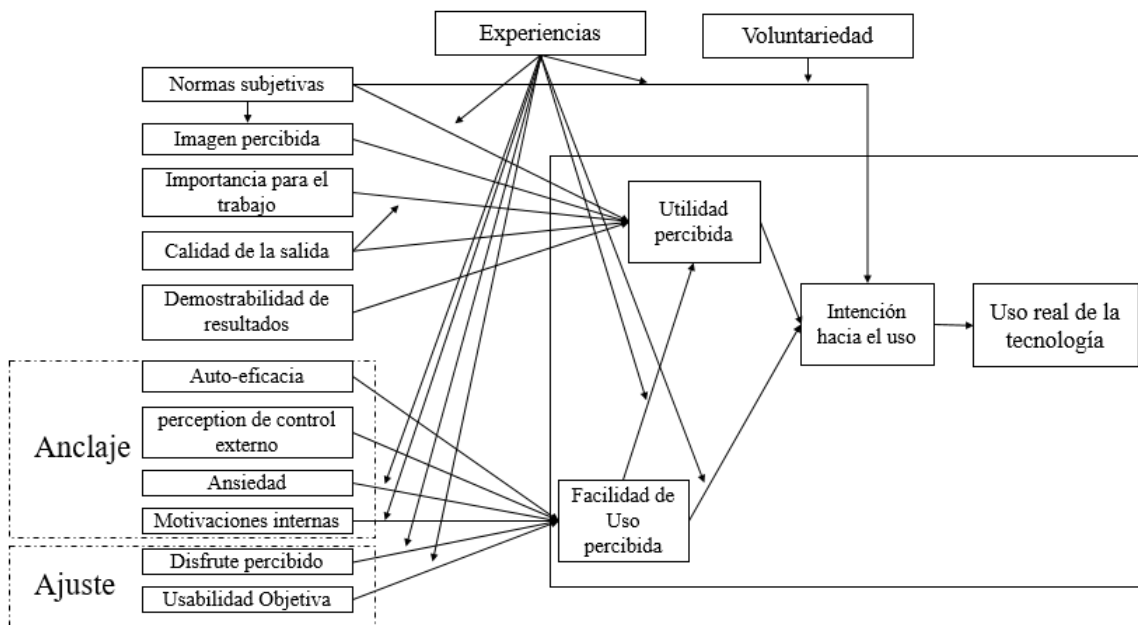 Experiencias
Voluntariedad
Normas subjetivas
Imagen percibida
Importancia para el
trabajo
Calidad de la salida
Demostrabilidad de
resultados
Utilidad
percibida
Intención
hacia el uso
Uso real de la
tecnología
Anclaje
Auto-eficacia
perception de control
externo
Ansiedad
Motivaciones internas
Facilidad de
Uso
percibida
Ajuste
Disfrute percibido
Usabilidad Objetiva